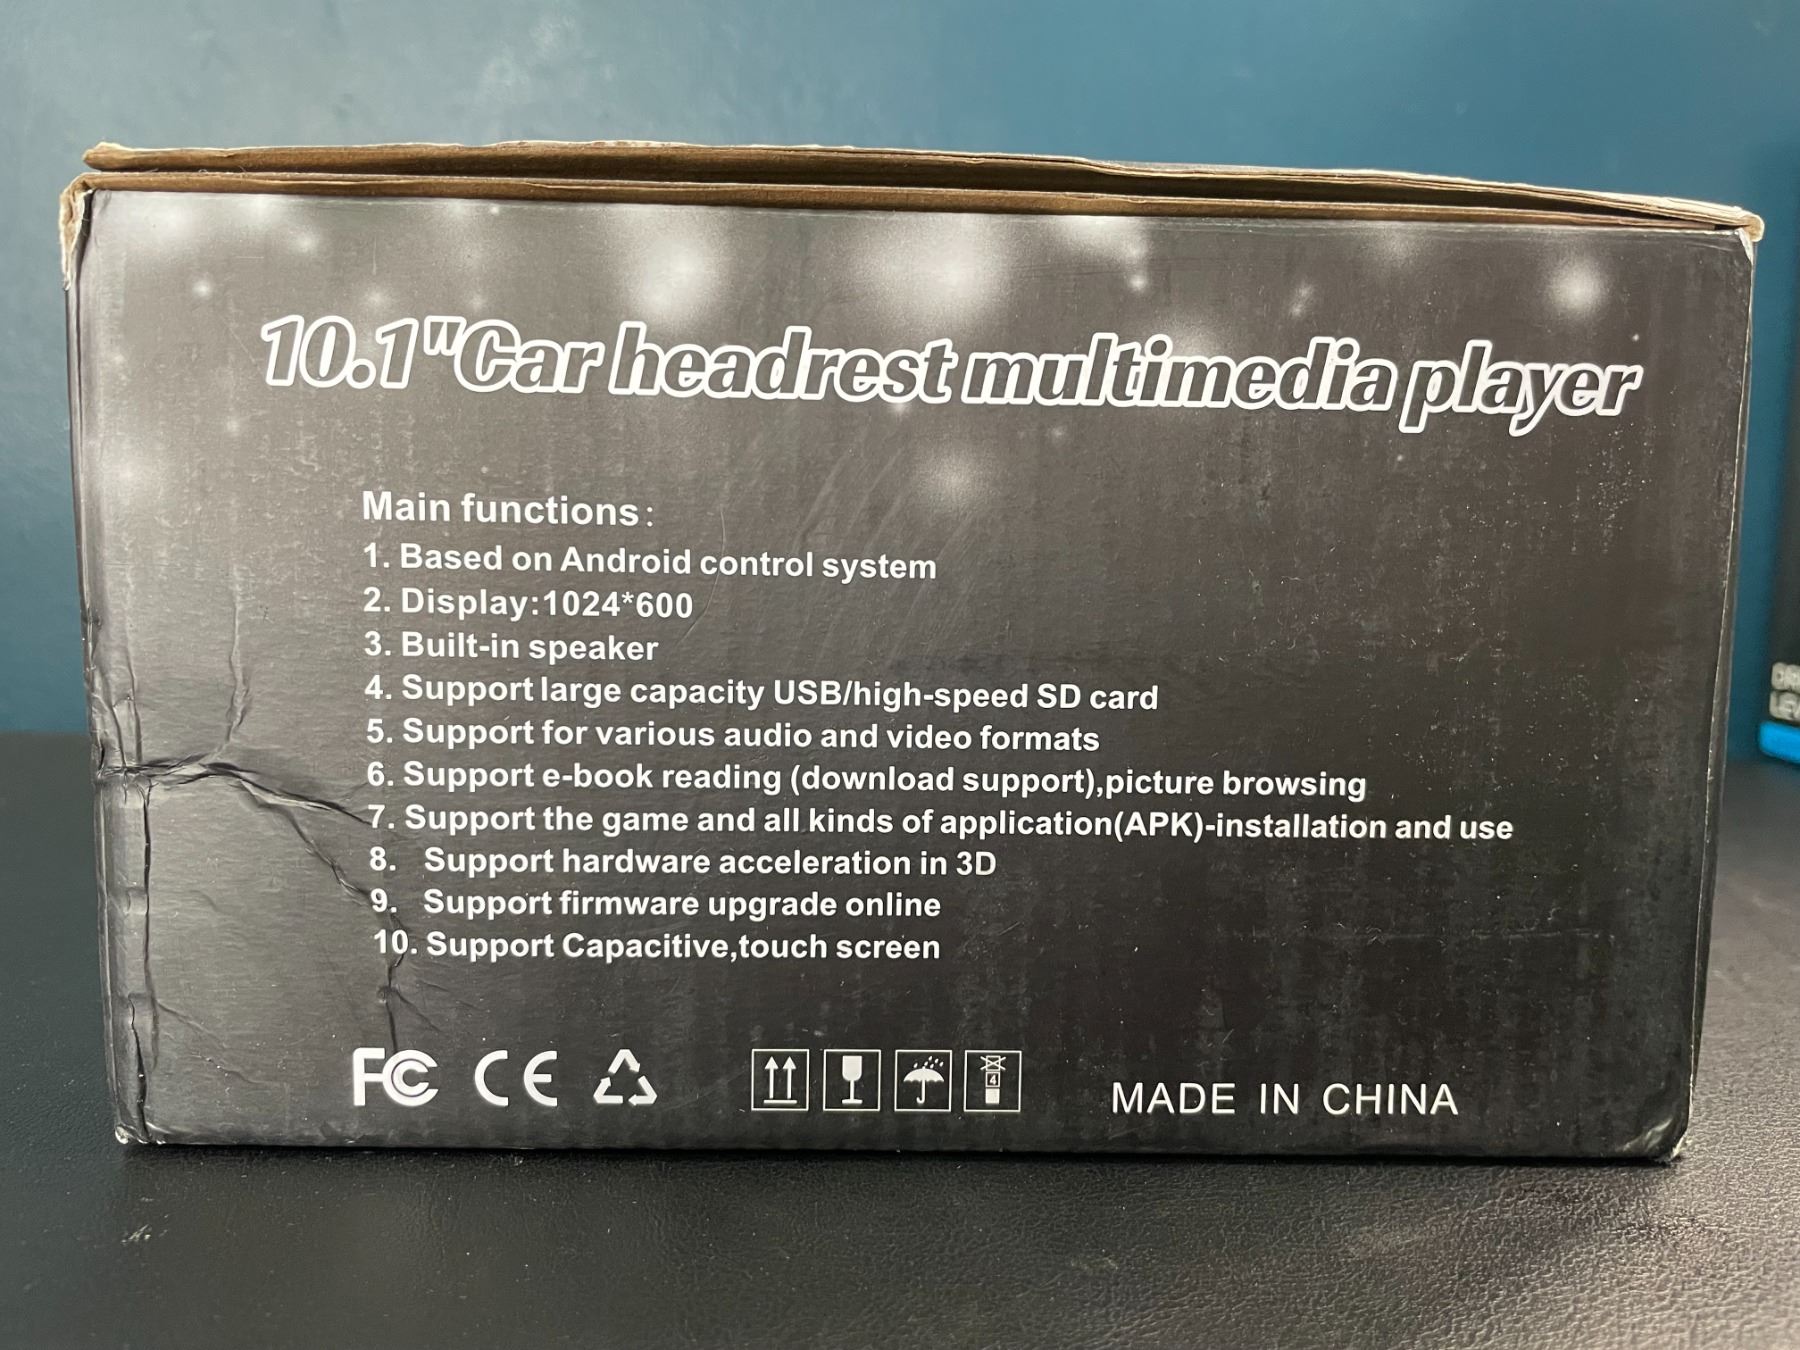 10.1"Car headrest multimedia player
Main functions:
1. Based on Android control system
2. Display:1024*600
3. Built-in speaker
4. Support large capacity USB/high-speed SD card
5. Support for various audio and video formats
6. Support e-book reading (download support),picture browsing
7. Support the game and all kinds of application(APK)-installation and use
8. Support hardware acceleration in 3D
9. Support firmware upgrade online
10. Support Capacitive,touch screen
FC CE 4 MADE IN CHINA